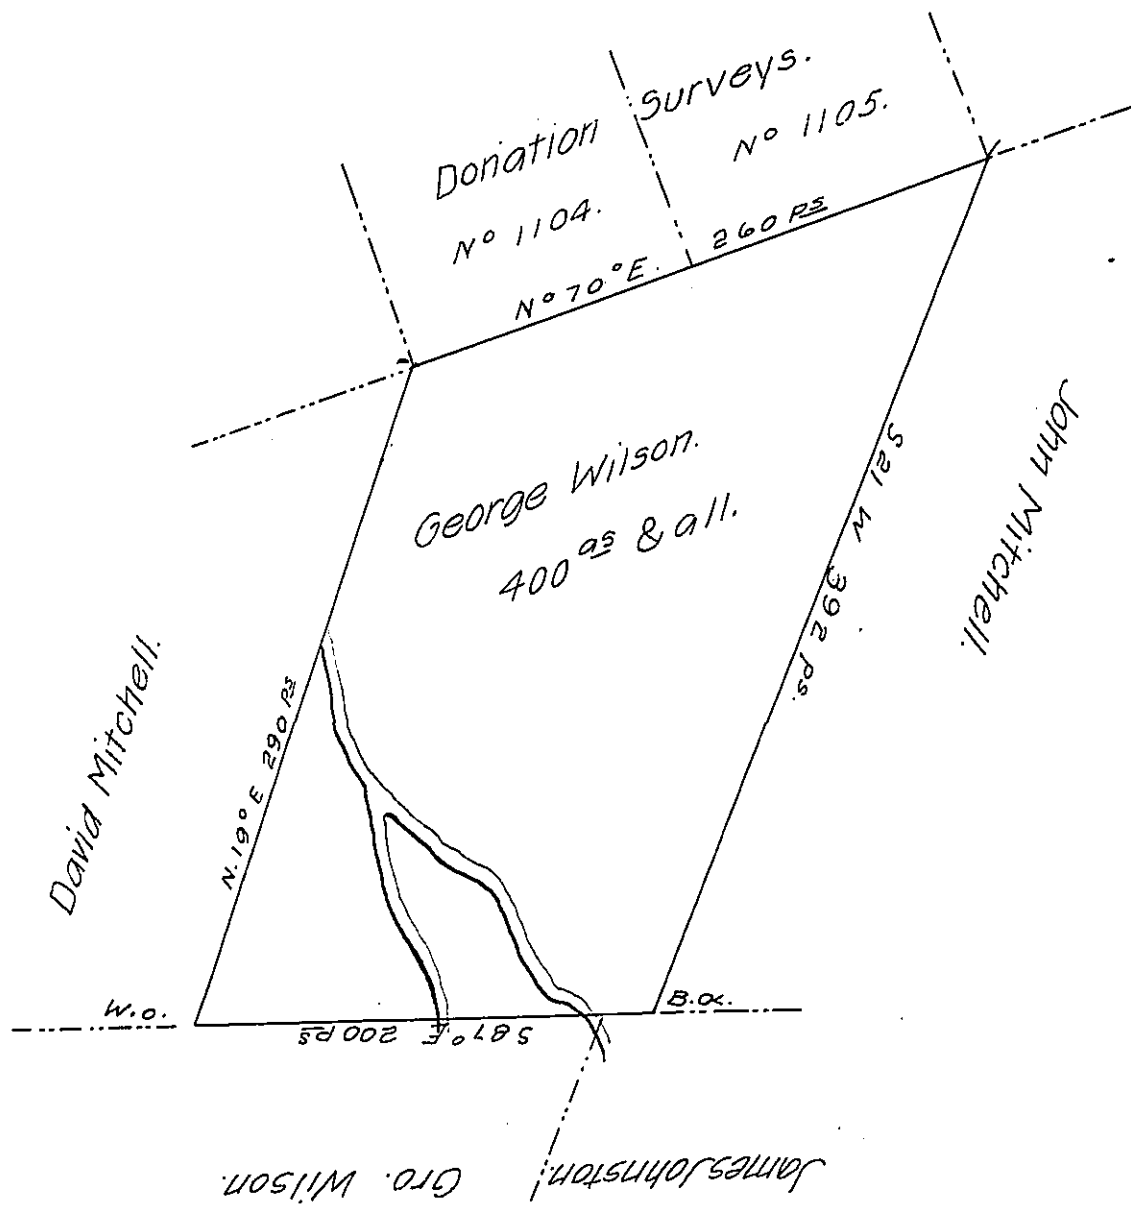 Donation Surveys.
Nº 1104.
Nº 1105.
Nº 70°E. 260 Ps
George Wilson.
400 as & all.
S 21 W 392 ps.
John Mitchell.
David Mitchell.
N. 19° E 290 Ps
W.O.
B.O.
S 87° E 200 ps
James Johnston.
Gro. Wilson.